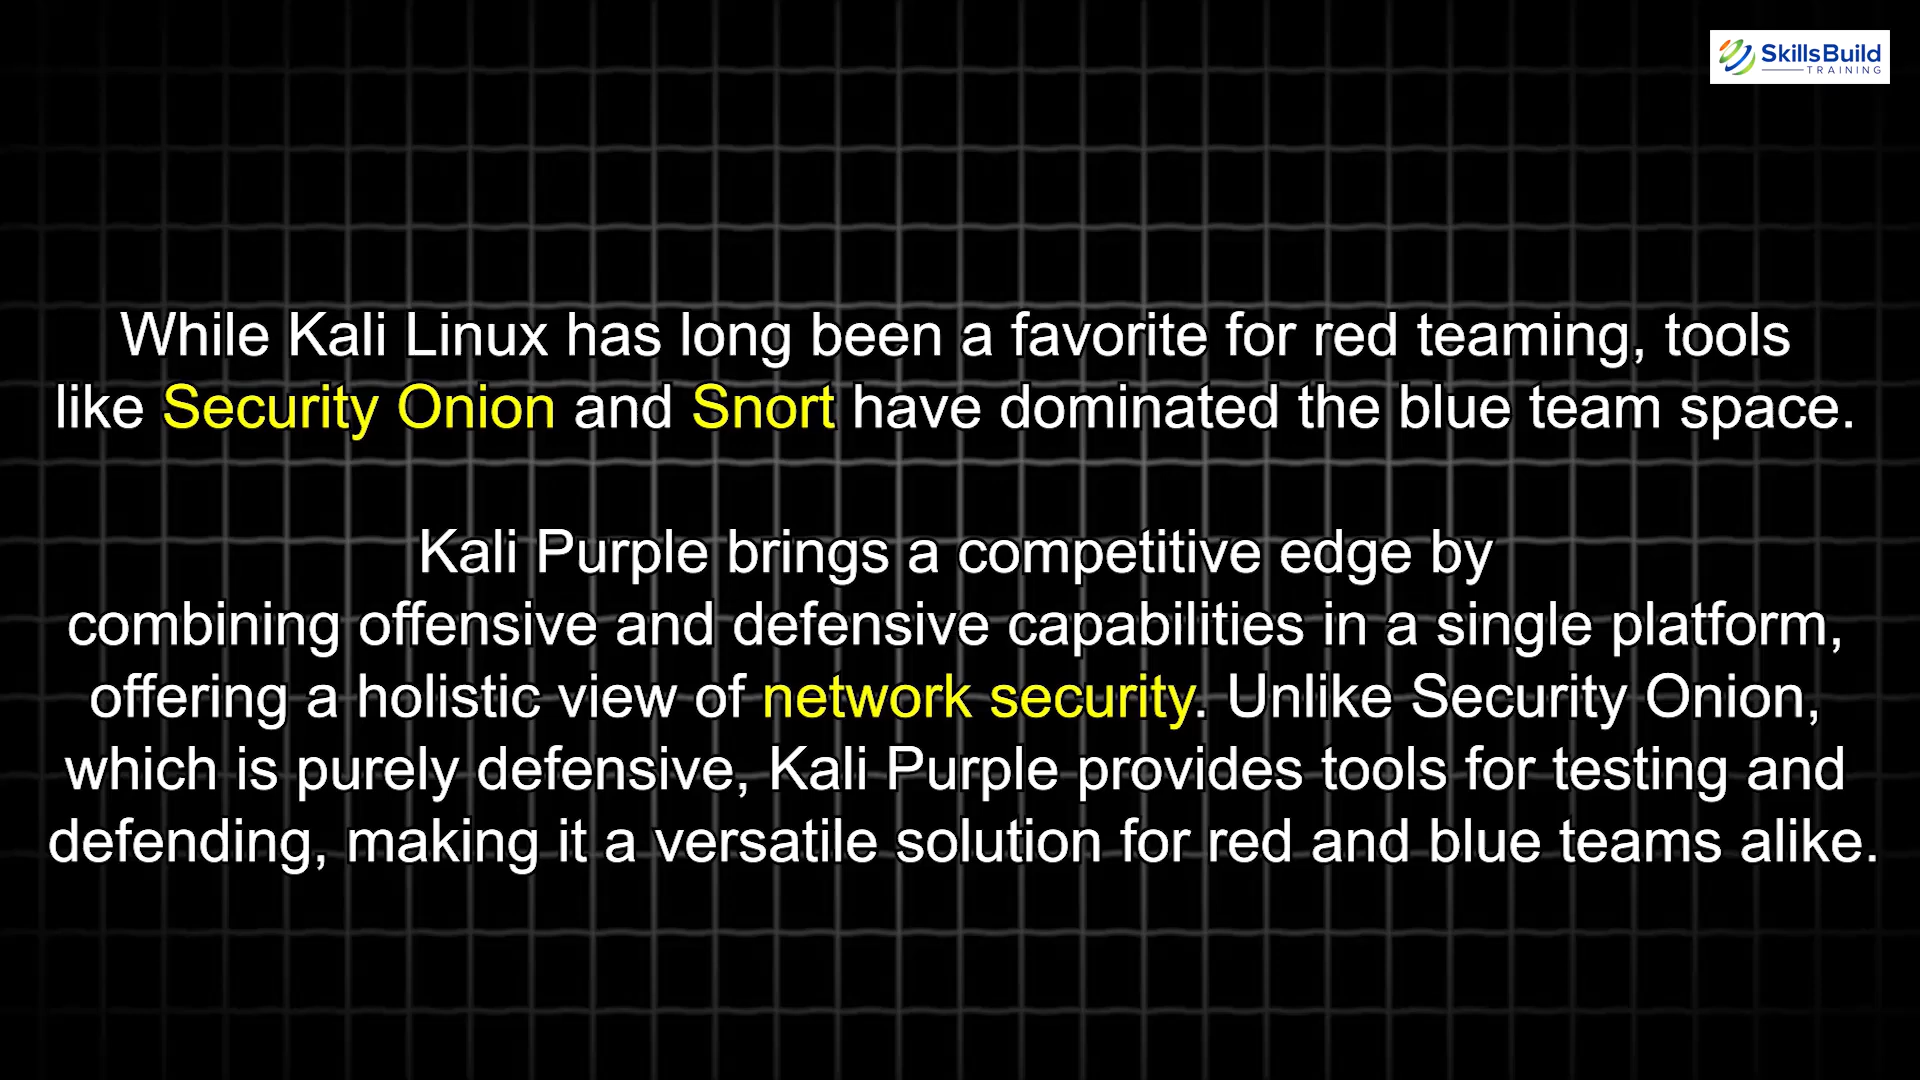 SkillsBuild
TRAINING
While Kali Linux has long been a favorite for red teaming, tools
like Security Onion and Snort have dominated the blue team space.
Kali Purple brings a competitive edge by
combining offensive and defensive capabilities in a single platform,
offering a holistic view of network security. Unlike Security Onion,
which is purely defensive, Kali Purple provides tools for testing and
defending, making it a versatile solution for red and blue teams alike.